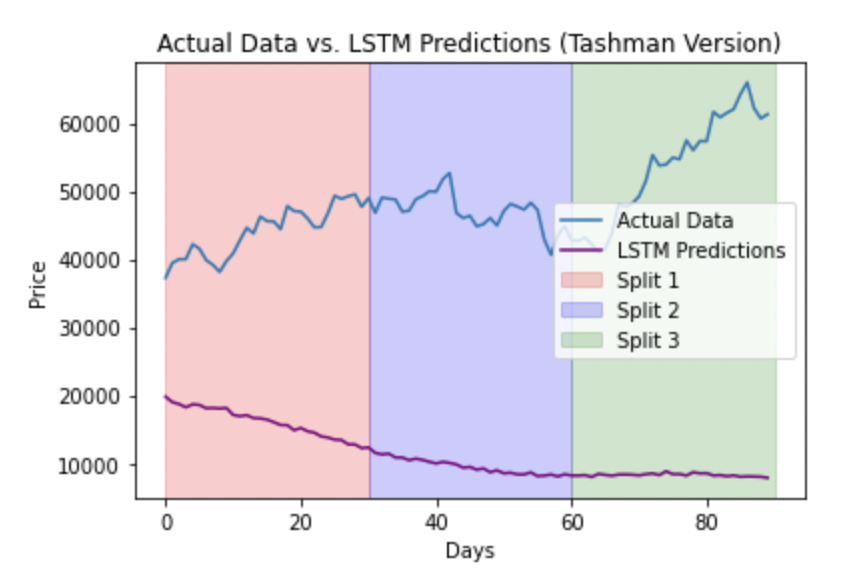 Actual Data vs. LSTM Predictions (Tashman Version)
60000
50000
40000
30000
20000
10000
Price
Actual Data
LSTM Predictions
Split 1
Split 2
Split 3
0 20 40 60 80
Days